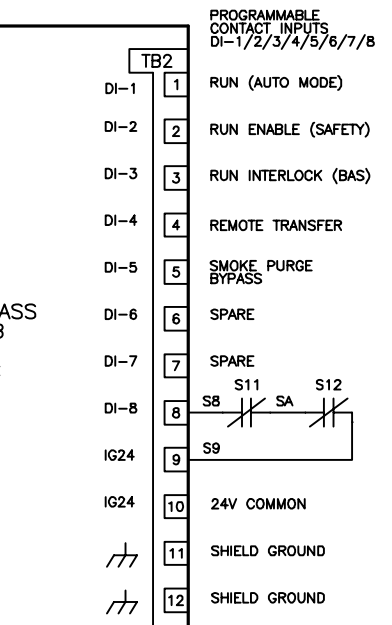 PROGRAMMABLE
CONTACT INPUTS
DI-1/2/3/4/5/6/7/8
TB2
DI-1 1 RUN (AUTO MODE)
DI-2 2 RUN ENABLE (SAFETY)
DI-3 3 RUN INTERLOCK (BAS)
DI-4 4 REMOTE TRANSFER
DI-5 5 SMOKE PURGE
BYPASS
DI-6 6 SPARE
ASS
DI-7 7 SPARE
S11 S12
DI-8 8 S8 SA
IG24 9 S9
IG24 10 24V COMMON
11 SHIELD GROUND
12 SHIELD GROUND